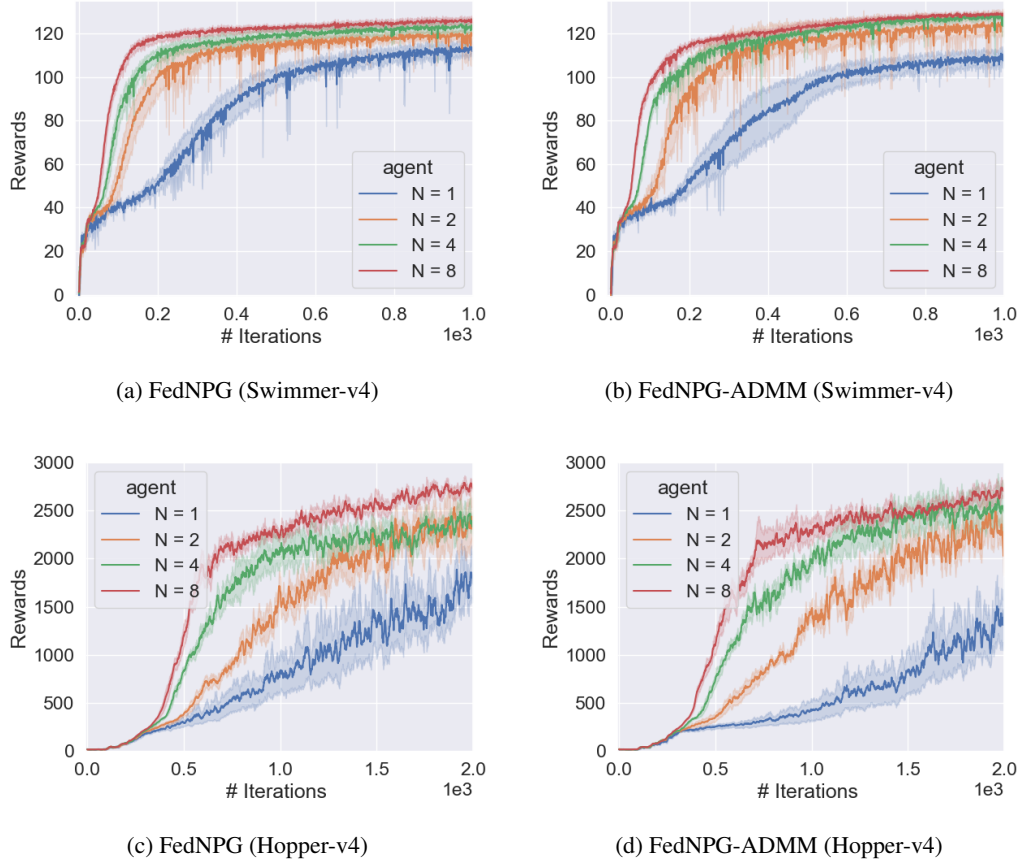 120
100
80
60
40
20
0
Rewards
agent
N = 1
N = 2
N = 4
N = 8
0.0 0.2 0.4 0.6 0.8 1.0
# Iterations
1e3
(a) FedNPG (Swimmer-v4)
120
100
80
60
40
20
0
Rewards
agent
N = 1
N = 2
N = 4
N = 8
0.0 0.2 0.4 0.6 0.8 1.0
# Iterations
1e3
(b) FedNPG-ADMM (Swimmer-v4)
3000
2500
2000
1500
1000
500
0
Rewards
agent
N = 1
N = 2
N = 4
N = 8
0.0 0.5 1.0 1.5 2.0
# Iterations
1e3
(c) FedNPG (Hopper-v4)
3000
2500
2000
1500
1000
500
0
Rewards
agent
N = 1
N = 2
N = 4
N = 8
0.0 0.5 1.0 1.5 2.0
# Iterations
1e3
(d) FedNPG-ADMM (Hopper-v4)